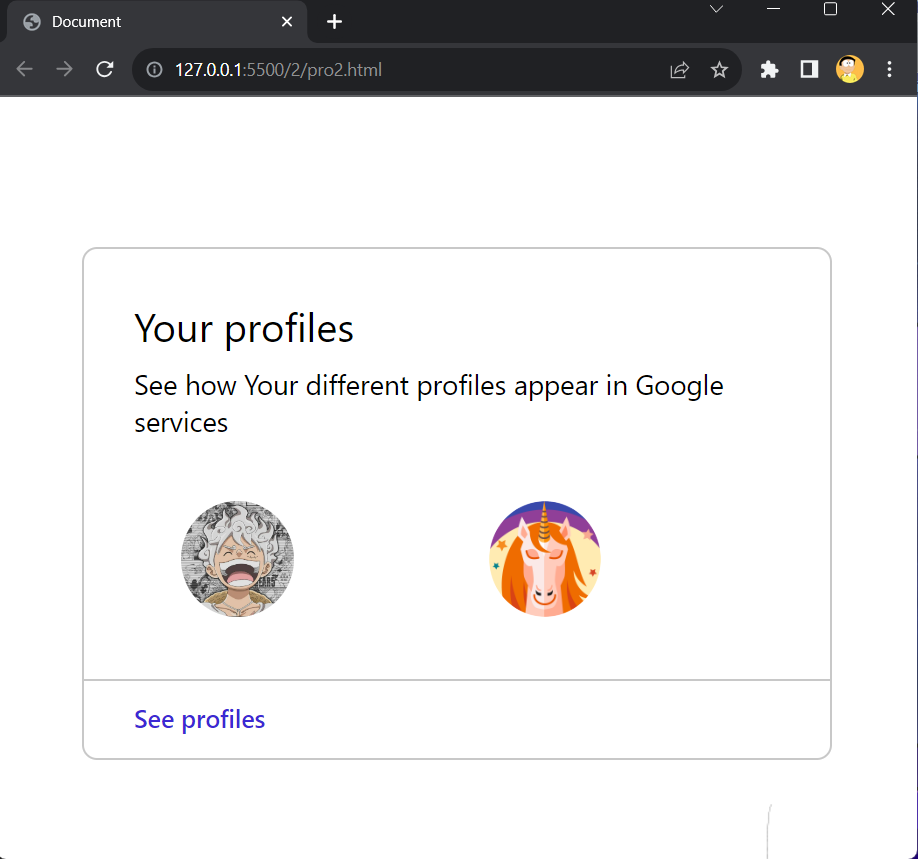 Document
127.0.0.1:5500/2/pro2.html
Your profiles
See how Your different profiles appear in Google
services
See profiles